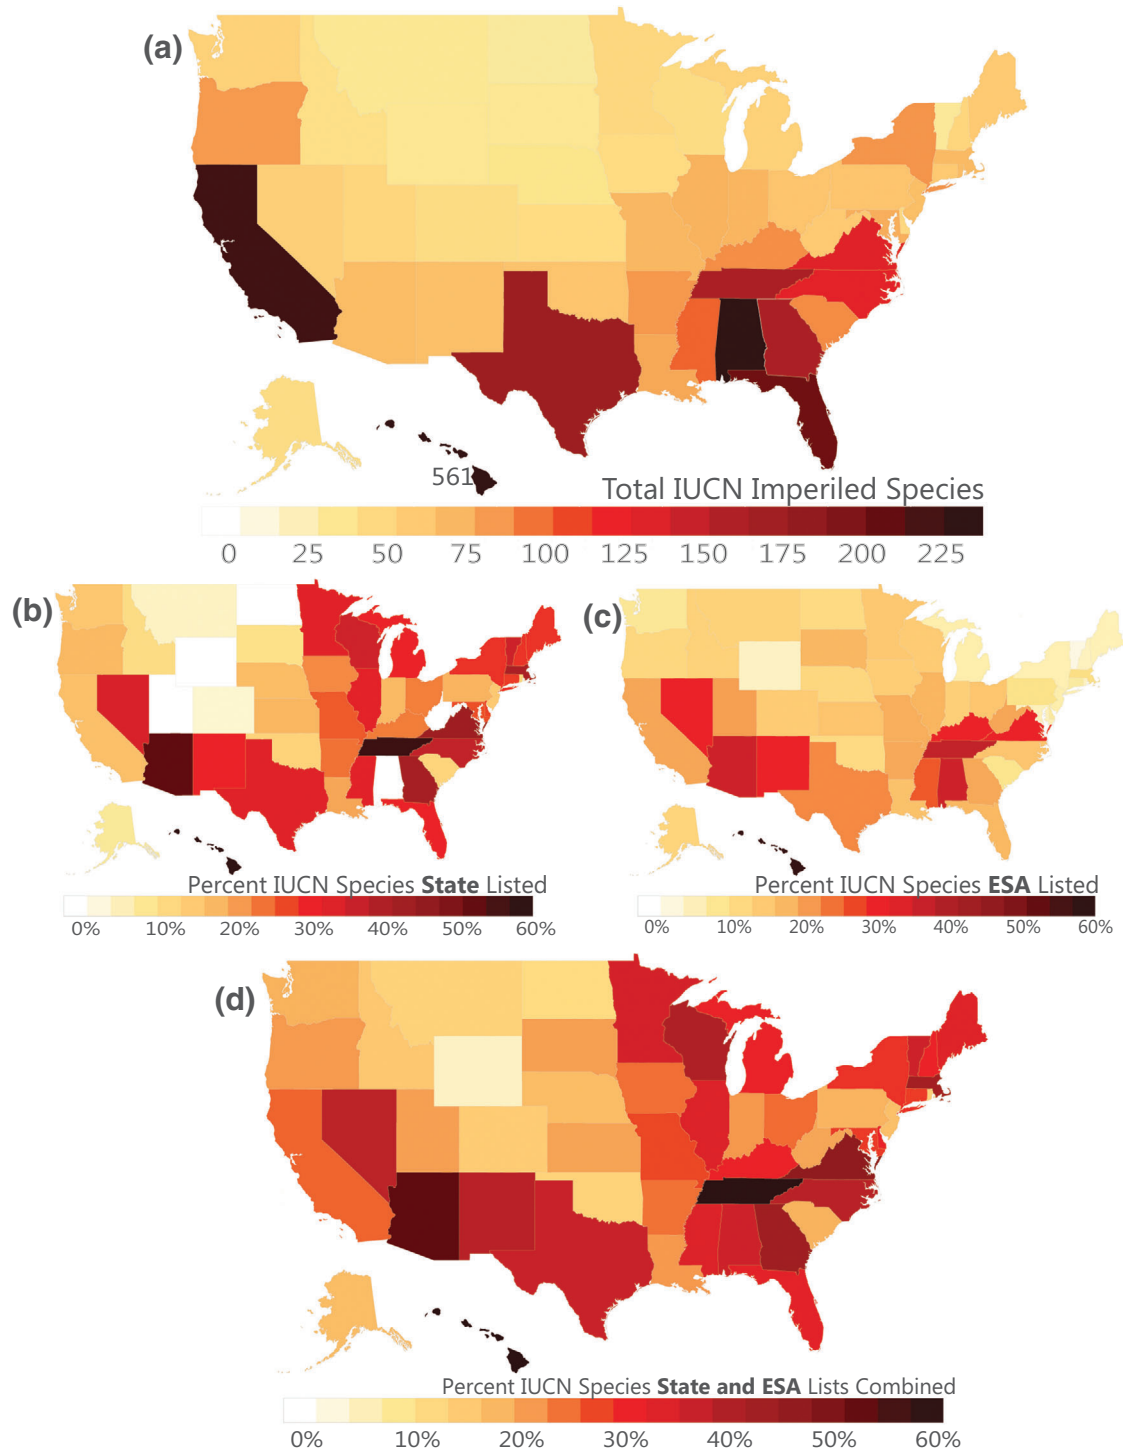 (a)
561
Total IUCN Imperiled Species
0 25 50 75 100 125 150 175 200 225
(b)
(c)
Percent IUCN Species State Listed
0% 10% 20% 30% 40% 50% 60%
Percent IUCN Species ESA Listed
0% 10% 20% 30% 40% 50% 60%
(d)
Percent IUCN Species State and ESA Lists Combined
0% 10% 20% 30% 40% 50% 60%